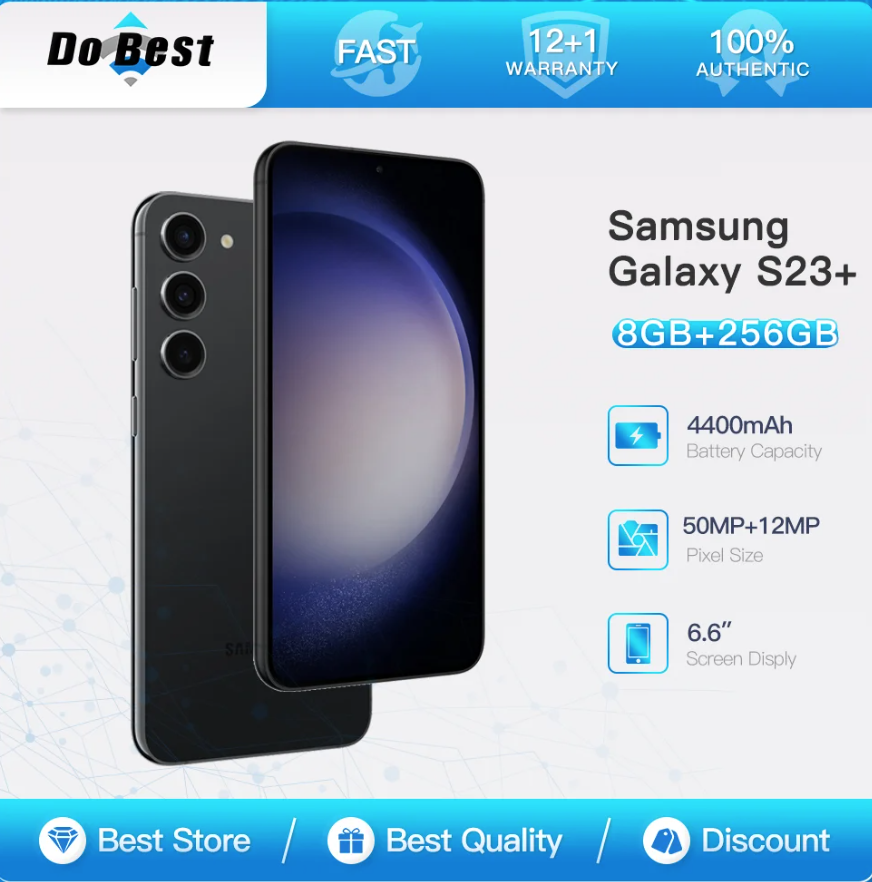 Do Best
FAST
12+1
WARRANTY
100%
AUTHENTIC
Samsung
Galaxy S23+
8GB+256GB
4400mAh
Battery Capacity
50MP+12MP
Pixel Size
6.6″
Screen Disply
SAM
Best Store / Best Quality / Discount